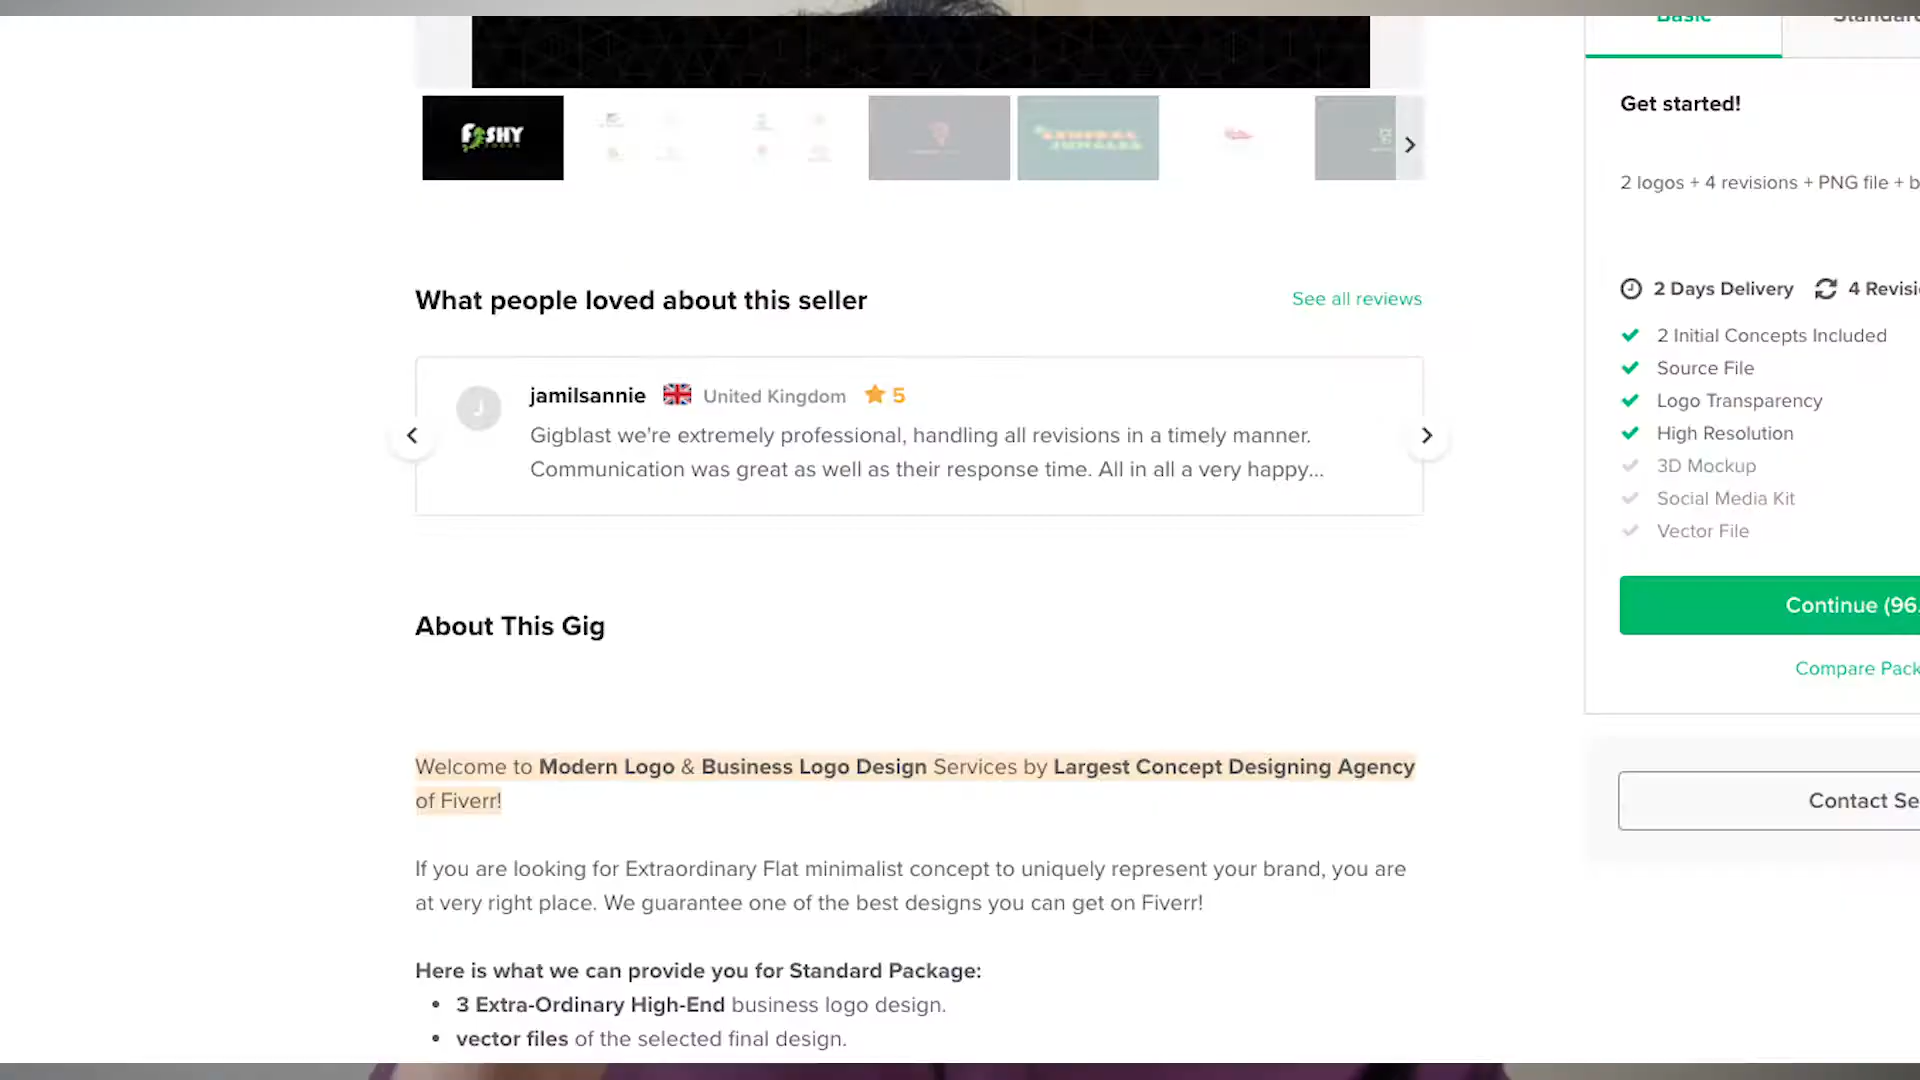 Basic
Standard
Get started!
2 logos + 4 revisions + PNG file + b
2 Days Delivery
4 Revisi
2 Initial Concepts Included
Source File
Logo Transparency
High Resolution
3D Mockup
Social Media Kit
Vector File
Continue (96.
Compare Pack
Contact Se
What people loved about this seller
See all reviews
J
jamilsannie
United Kingdom
5
Gigblast we're extremely professional, handling all revisions in a timely manner.
Communication was great as well as their response time. All in all a very happy...
About This Gig
Welcome to Modern Logo & Business Logo Design Services by Largest Concept Designing Agency
of Fiverr!
If you are looking for Extraordinary Flat minimalist concept to uniquely represent your brand, you are
at very right place. We guarantee one of the best designs you can get on Fiverr!
Here is what we can provide you for Standard Package:
• 3 Extra-Ordinary High-End business logo design.
• vector files of the selected final design.